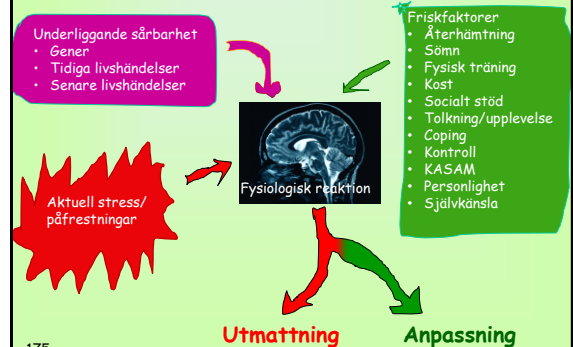 Underliggande sårbarhet
• Gener
• Tidiga livshändelser
• Senare livshändelser
Friskfaktorer
• Återhämtning
• Sömn
• Fysisk träning
• Kost
• Socialt stöd
• Tolkning/upplevelse
• Coping
• Kontroll
• KASAM
• Personlighet
• Självkänsla
Fysiologisk reaktion
Aktuell stress/
påfrestningar
Utmattning
Anpassning
175